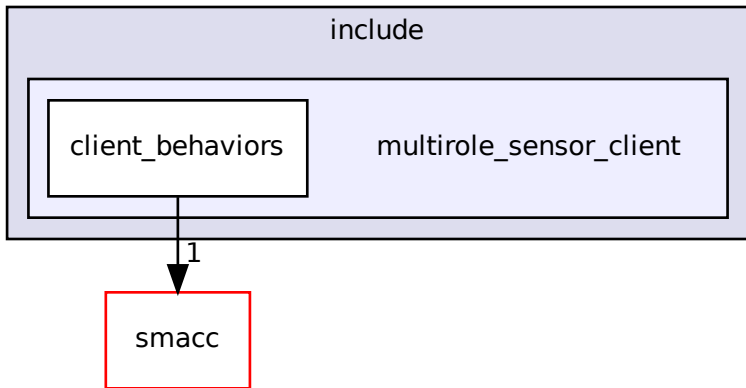 include
client_behaviors
multirole_sensor_client
1
smacc